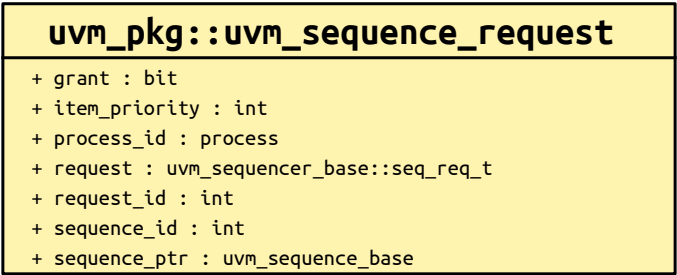 uvm_pkg::uvm_sequence_request
+ grant : bit
+ item_priority : int
+ process_id : process
+ request : uvm_sequencer_base::seq_req_t
+ request_id : int
+ sequence_id : int
+ sequence_ptr : uvm_sequence_base